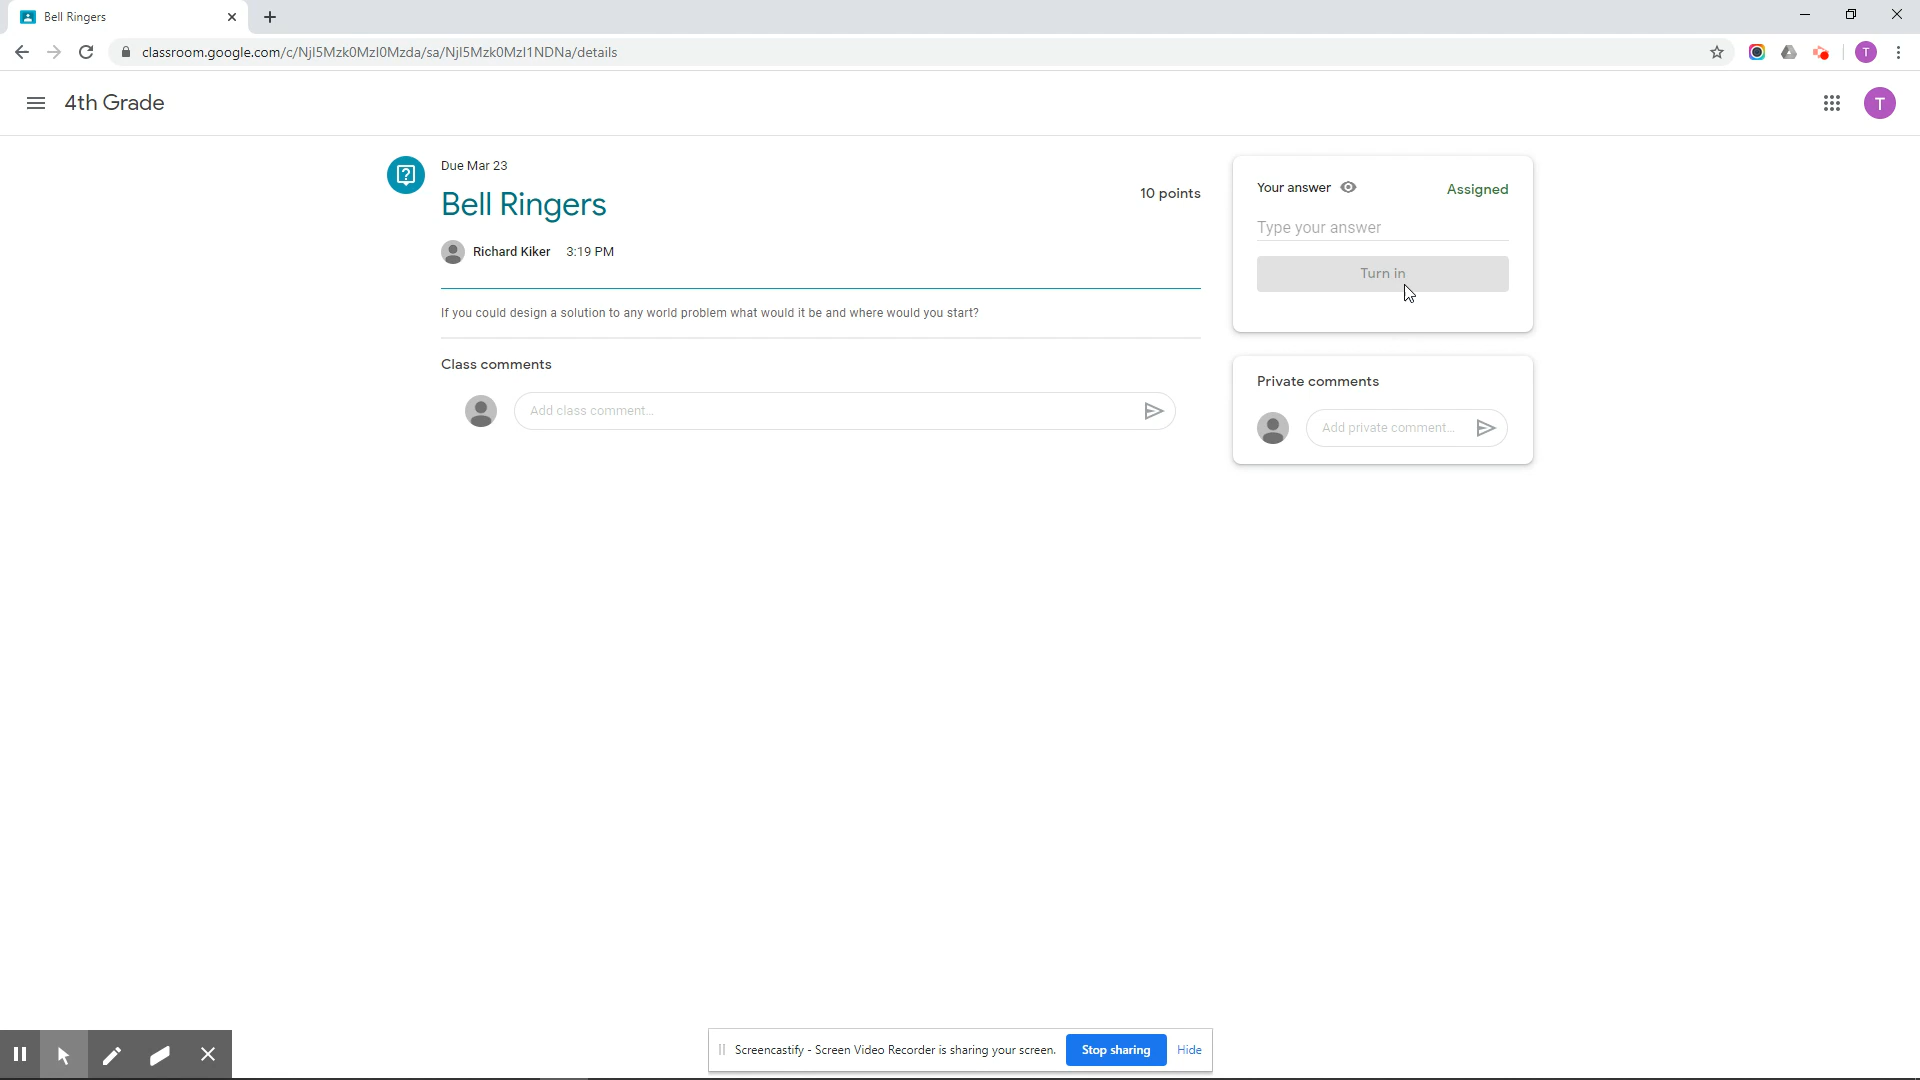 Bell Ringers
classroom.google.com/c/NjI5Mzk0MzI0Mzda/sa/NjI5Mzk0MzI1NDNa/details
T
4th Grade
T
Due Mar 23
Bell Ringers
10 points
Richard Kiker 3:19 PM
If you could design a solution to any world problem what would it be and where would you start?
Class comments
Add class comment...
Your answer
Assigned
Type your answer
Turn in
Private comments
Add private comment...
Screencastify - Screen Video Recorder is sharing your screen.
Stop sharing
Hide